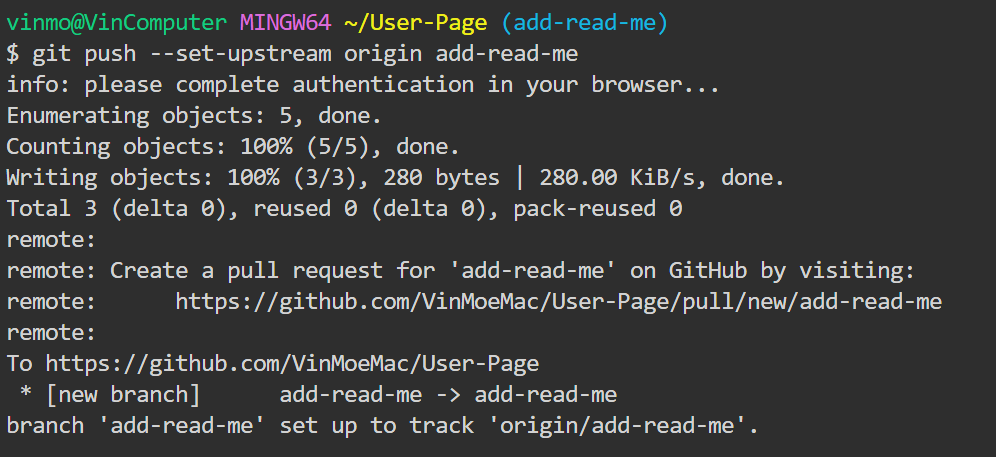 vinmo@VinComputer MINGW64 ~/User-Page (add-read-me)
$ git push --set-upstream origin add-read-me
info: please complete authentication in your browser...
Enumerating objects: 5, done.
Counting objects: 100% (5/5), done.
Writing objects: 100% (3/3), 280 bytes | 280.00 KiB/s, done.
Total 3 (delta 0), reused 0 (delta 0), pack-reused 0
remote:
remote: Create a pull request for 'add-read-me' on GitHub by visiting:
remote:      https://github.com/VinMoeMac/User-Page/pull/new/add-read-me
remote:
To https://github.com/VinMoeMac/User-Page
 * [new branch]      add-read-me -> add-read-me
branch 'add-read-me' set up to track 'origin/add-read-me'.